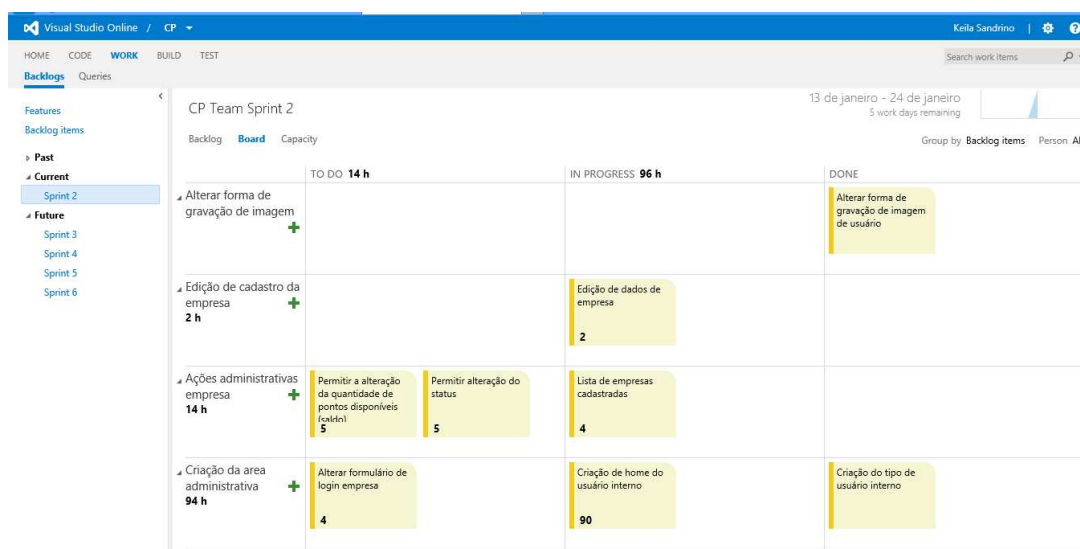 Visual Studio Online / CP
Keila Sandrino |
HOME CODE WORK BUILD TEST
Search work items
Backlogs Queries
Features
Backlog items
Past
Current
Sprint 2
Future
Sprint 3
Sprint 4
Sprint 5
Sprint 6
CP Team Sprint 2
13 de janeiro - 24 de janeiro
5 work days remaining
Backlog Board Capacity
Group by Backlog items Person
TO DO 14 h
IN PROGRESS 96 h
DONE
Alterar forma de
gravação de imagem
Alterar forma de
gravação de imagem
de usuário
Edição de cadastro da
empresa
2 h
Edição de dados de
empresa
2
Ações administrativas
empresa
14 h
Permitir a alteração
da quantidade de
pontos disponíveis
(saldo)
5
Permitir alteração do
status
5
Lista de empresas
cadastradas
4
Criação da area
administrativa
94 h
Alterar formulário de
login empresa
4
Criação de home do
usuário interno
90
Criação do tipo de
usuário interno